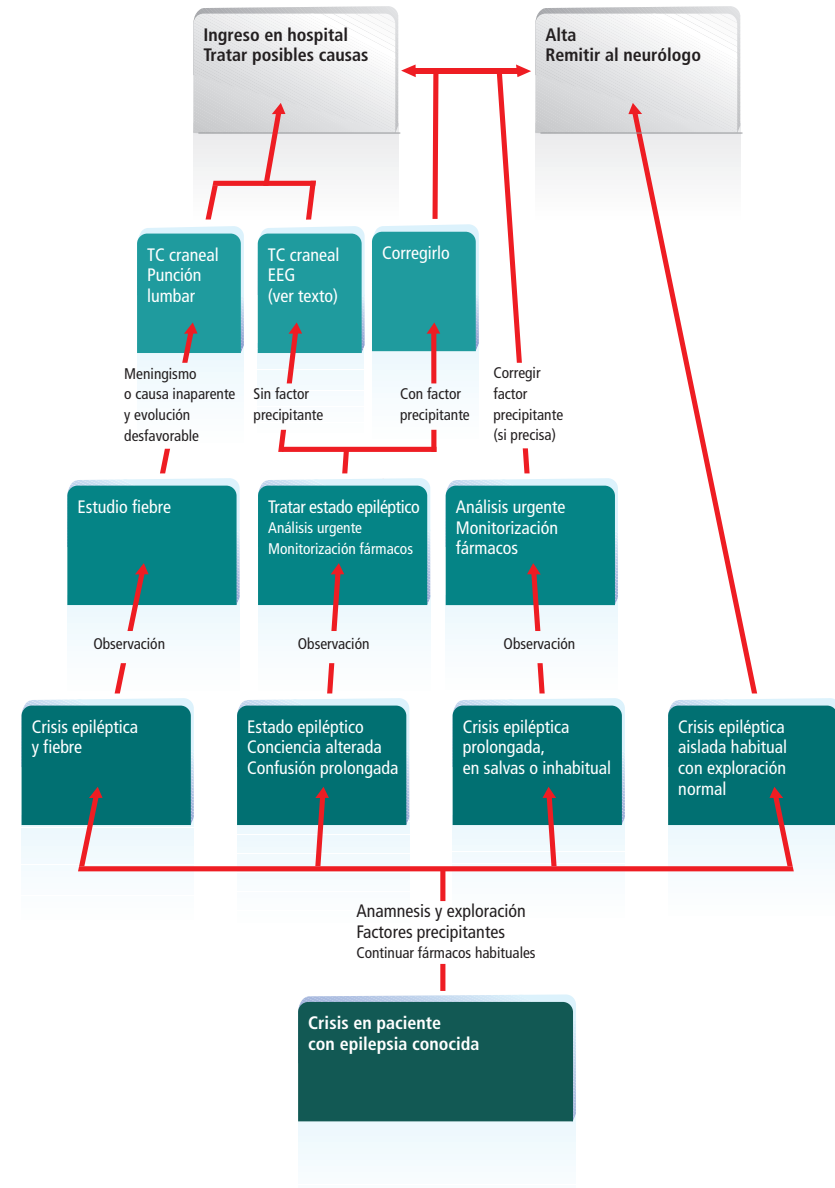 Ingreso en hospital
Tratar posibles causas
Alta
Remitir al neurólogo
TC craneal
Punción
lumbar
TC craneal
EEG
(ver texto)
Corregirlo
Meningismo
o causa inaparente
y evolución
desfavorable
Sin factor
precipitante
Con factor
precipitante
Corregir
factor
precipitante
(si precisa)
Estudio fiebre
Tratar estado epiléptico
Análisis urgente
Monitorización fármacos
Análisis urgente
Monitorización
fármacos
Observación
Observación
Observación
Crisis epiléptica
y fiebre
Estado epiléptico
Conciencia alterada
Confusión prolongada
Crisis epiléptica
prolongada,
en salvas o inhabitual
Crisis epiléptica
aislada habitual
con exploración
normal
Anamnesis y exploración
Factores precipitantes
Continuar fármacos habituales
Crisis en paciente
con epilepsia conocida